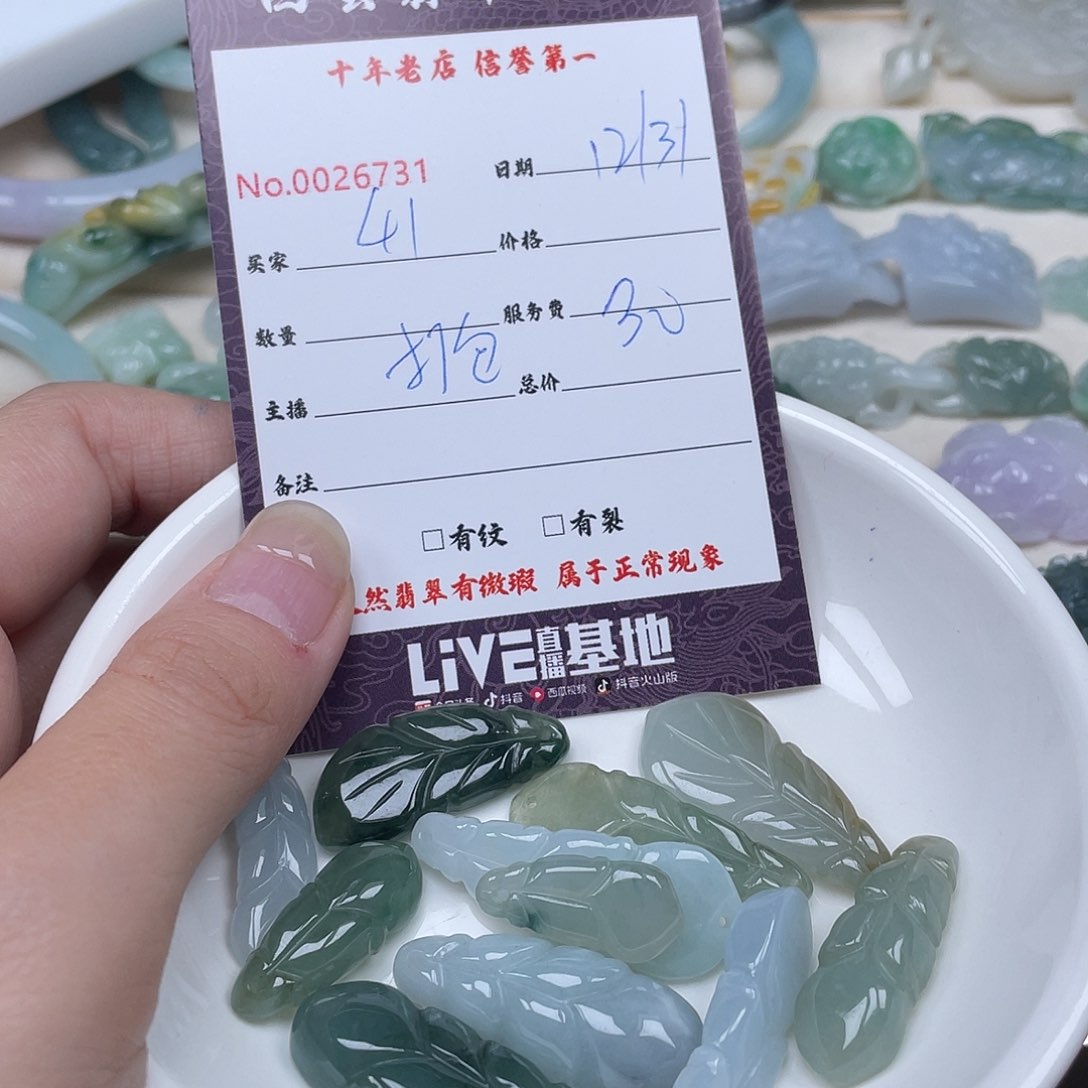 十年老店 信誉第一
No.0026731 日期 12/31
买家 41 价格
数量 服务费 30
主播 打包 总价
备注
□有纹 □有裂
然翡翠有微瑕 属于正常现象
LiVE直播基地
抖音 西瓜视频 抖音火山版